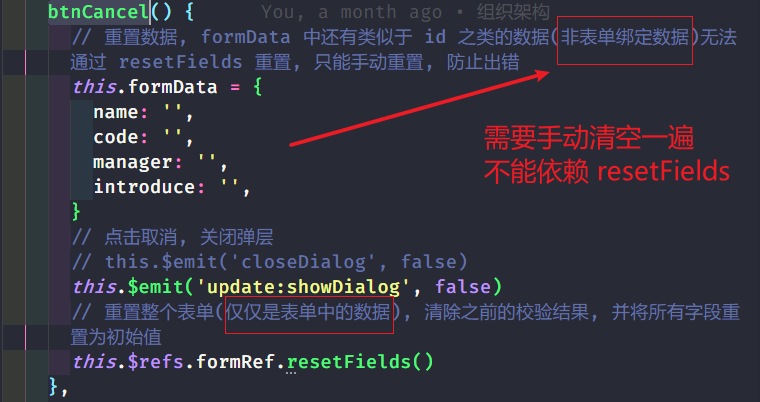 btnCancel() {    You, a month ago • 组织架构
// 重置数据, formData 中还有类似于 id 之类的数据(非表单绑定数据)无法
通过 resetFields 重置, 只能手动重置, 防止出错
this.formData = {
name: '',
code: '',
manager: '',
introduce: '',
}
需要手动清空一遍
不能依赖 resetFields
// 点击取消, 关闭弹层
// this.$emit('closeDialog', false)
this.$emit('update:showDialog', false)
// 重置整个表单(仅仅是表单中的数据), 清除之前的校验结果, 并将所有字段重
置为初始值
this.$refs.formRef.resetFields()
},